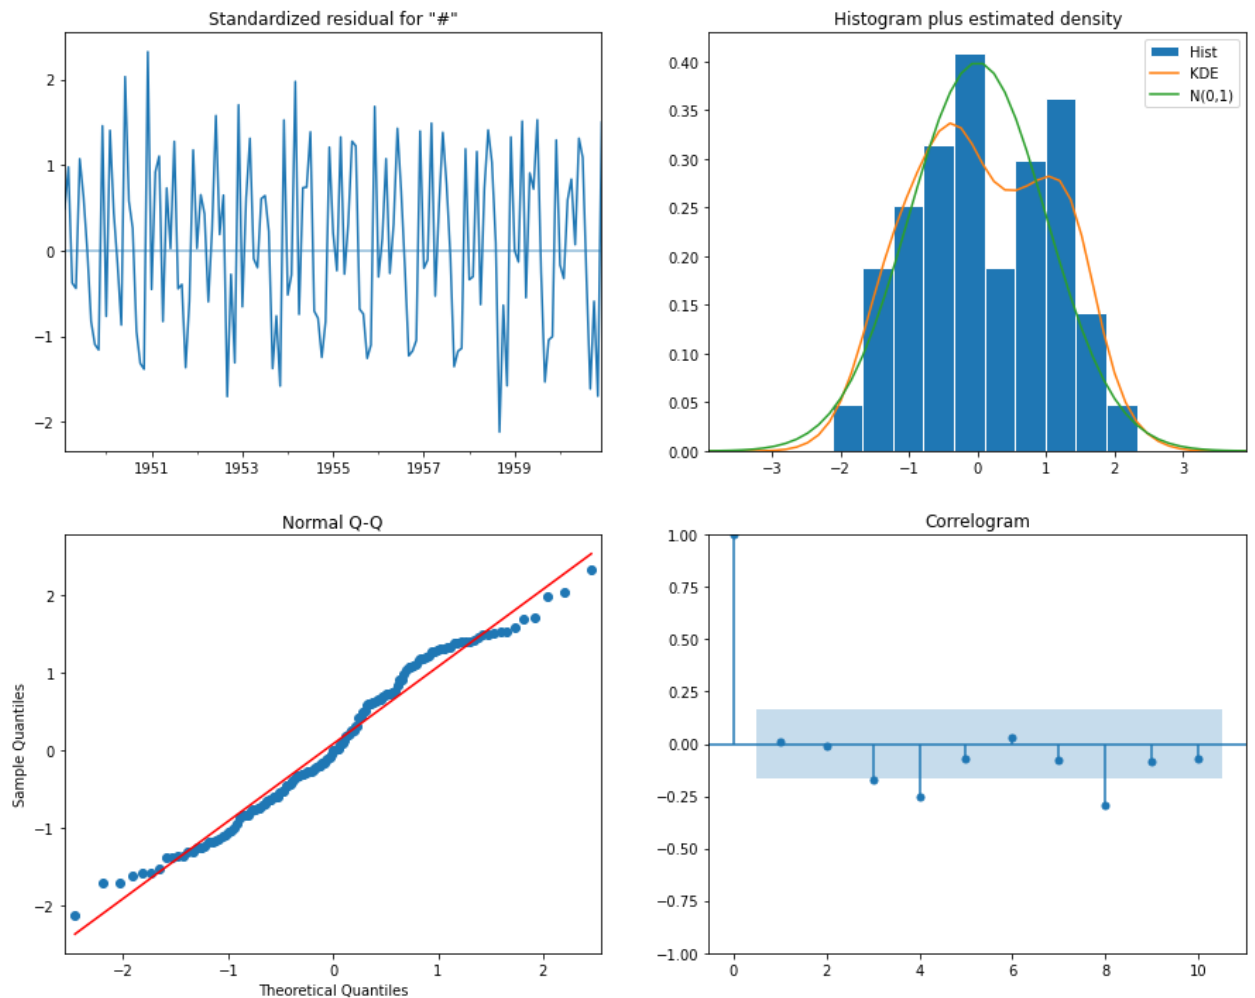 Standardized residual for "#"
2
1
0
−1
−2
1951 1953 1955 1957 1959
Histogram plus estimated density
Hist
KDE
N(0,1)
0.40
0.35
0.30
0.25
0.20
0.15
0.10
0.05
0.00
−3 −2 −1 0 1 2 3
Normal Q-Q
Sample Quantiles
2
1
0
−1
−2
−2 −1 0 1 2
Theoretical Quantiles
Correlogram
1.00
0.75
0.50
0.25
0.00
−0.25
−0.50
−0.75
−1.00
0 2 4 6 8 10